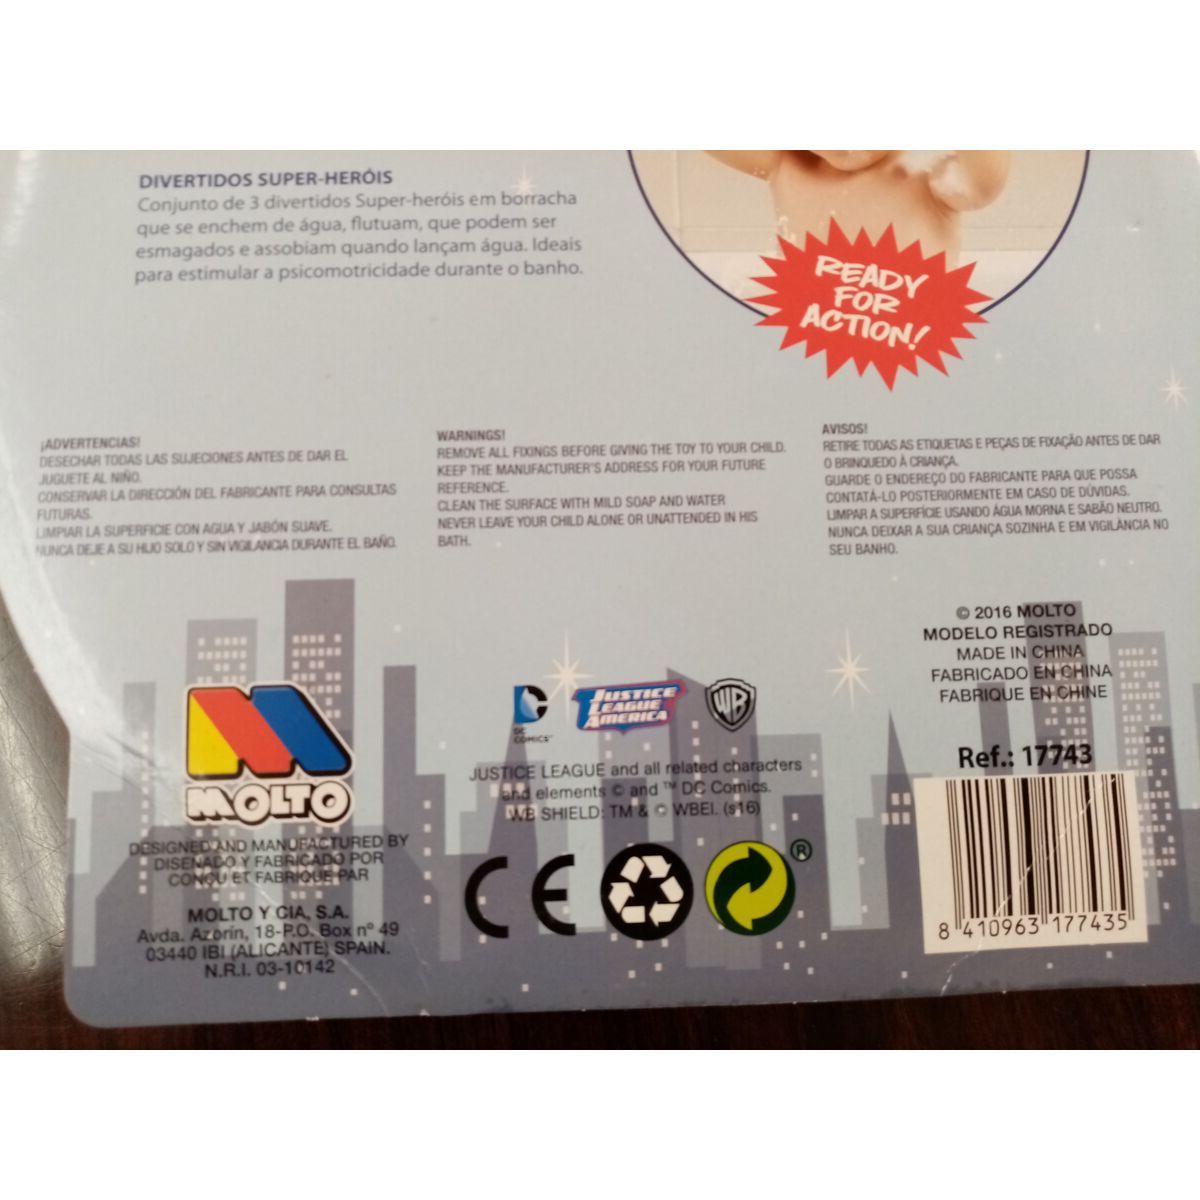 DIVERTIDOS SUPER-HERÓIS
Conjunto de 3 divertidos Super-heróis em borracha
que se enchem de água, flutuam, que podem ser
esmagados e assobiam quando lançam água. Ideais
para estimular a psicomotricidade durante o banho.
READY
FOR
ACTION!
¡ADVERTENCIAS!
DESECHAR TODAS LAS SUJECIONES ANTES DE DAR EL
JUGUETE AL NIÑO.
CONSERVAR LA DIRECCIÓN DEL FABRICANTE PARA CONSULTAS
FUTURAS.
LIMPIAR LA SUPERFICIE CON AGUA Y JABÓN SUAVE.
NUNCA DEJE A SU HIJO SOLO Y SIN VIGILANCIA DURANTE EL BAÑO.
WARNINGS!
REMOVE ALL FIXINGS BEFORE GIVING THE TOY TO YOUR CHILD.
KEEP THE MANUFACTURER'S ADDRESS FOR YOUR FUTURE
REFERENCE.
CLEAN THE SURFACE WITH MILD SOAP AND WATER
NEVER LEAVE YOUR CHILD ALONE OR UNATTENDED IN HIS
BATH.
AVISOS!
RETIRE TODAS AS ETIQUETAS E PEÇAS DE FIXAÇÃO ANTES DE DAR
O BRINQUEDO À CRIANÇA.
GUARDE O ENDEREÇO DO FABRICANTE PARA QUE POSSA
CONTATÁ-LO POSTERIORMENTE EM CASO DE DÚVIDAS.
LIMPAR A SUPERFÍCIE USANDO ÁGUA MORNA E SABÃO NEUTRO.
NUNCA DEIXAR A SUA CRIANÇA SOZINHA E EM VIGILÂNCIA NO
SEU BANHO.
© 2016 MOLTO
MODELO REGISTRADO
MADE IN CHINA
FABRICADO EN CHINA
FABRIQUE EN CHINE
Ref.: 17743
8 410963 177435
MOLTO
DESIGNED AND MANUFACTURED BY
DISENADO Y FABRICADO POR
CONCU ET FABRIQUE PAR
MOLTO Y CIA, S.A.
Avda. Azorín, 18-P.O. Box nº 49
03440 IBI (ALICANTE) SPAIN.
N.R.I. 03-10142
DC
COMICS™
JUSTICE
LEAGUE
AMERICA
WB
JUSTICE LEAGUE and all related characters
and elements © and ™ DC Comics.
WB SHIELD: TM & © WBEI. (s16)
CE
®